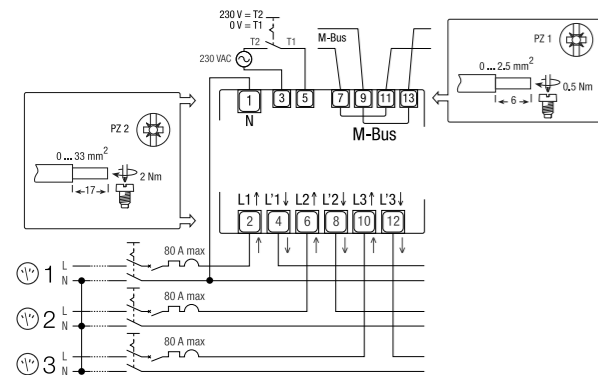 230 V = T2
0 V = T1
T2 T1
230 VAC
M-Bus
PZ 1
0 ... 2.5 mm²
6
0.5 Nm
1 3 5 7 9 11 13
N
M-Bus
PZ 2
0 ... 33 mm²
17
2 Nm
L1↑ L'1↓ L2↑ L'2↓ L3↑ L'3↓
2 4 6 8 10 12
80 A max
1 L
N
80 A max
2 L
N
80 A max
3 L
N